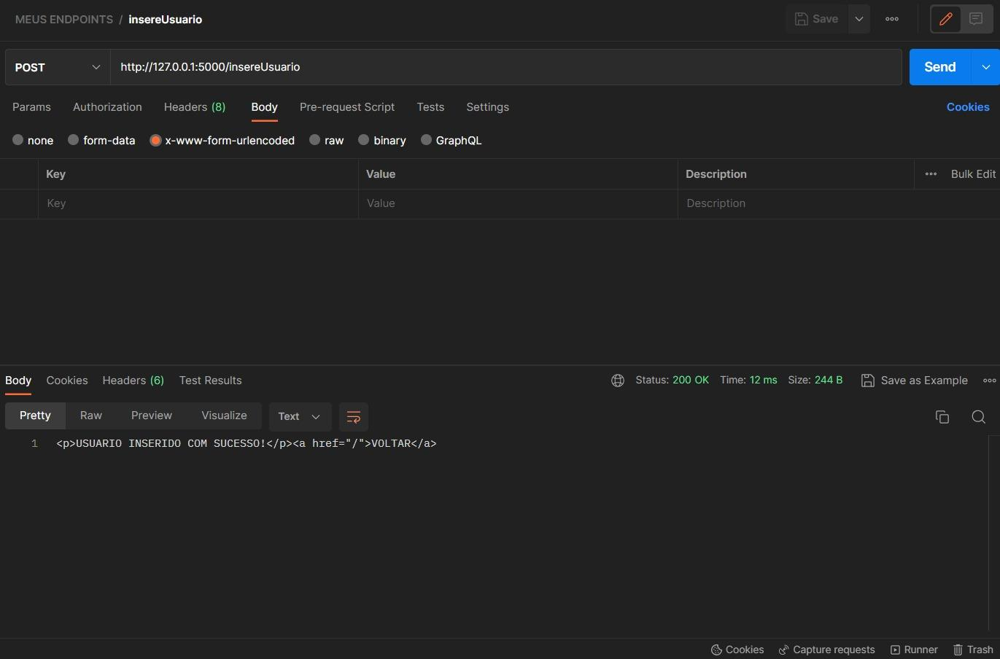 MEUS ENDPOINTS / insereUsuario
Save
POST
http://127.0.0.1:5000/insereUsuario
Send
Params Authorization Headers (8) Body Pre-request Script Tests Settings Cookies
none form-data x-www-form-urlencoded raw binary GraphQL
Key Value Description Bulk Edit
Key Value Description
Body Cookies Headers (6) Test Results Status: 200 OK Time: 12 ms Size: 244 B Save as Example
Pretty Raw Preview Visualize Text
1 <p>USUARIO INSERIDO COM SUCESSO!</p><a href="/">VOLTAR</a>
Cookies Capture requests Runner Trash